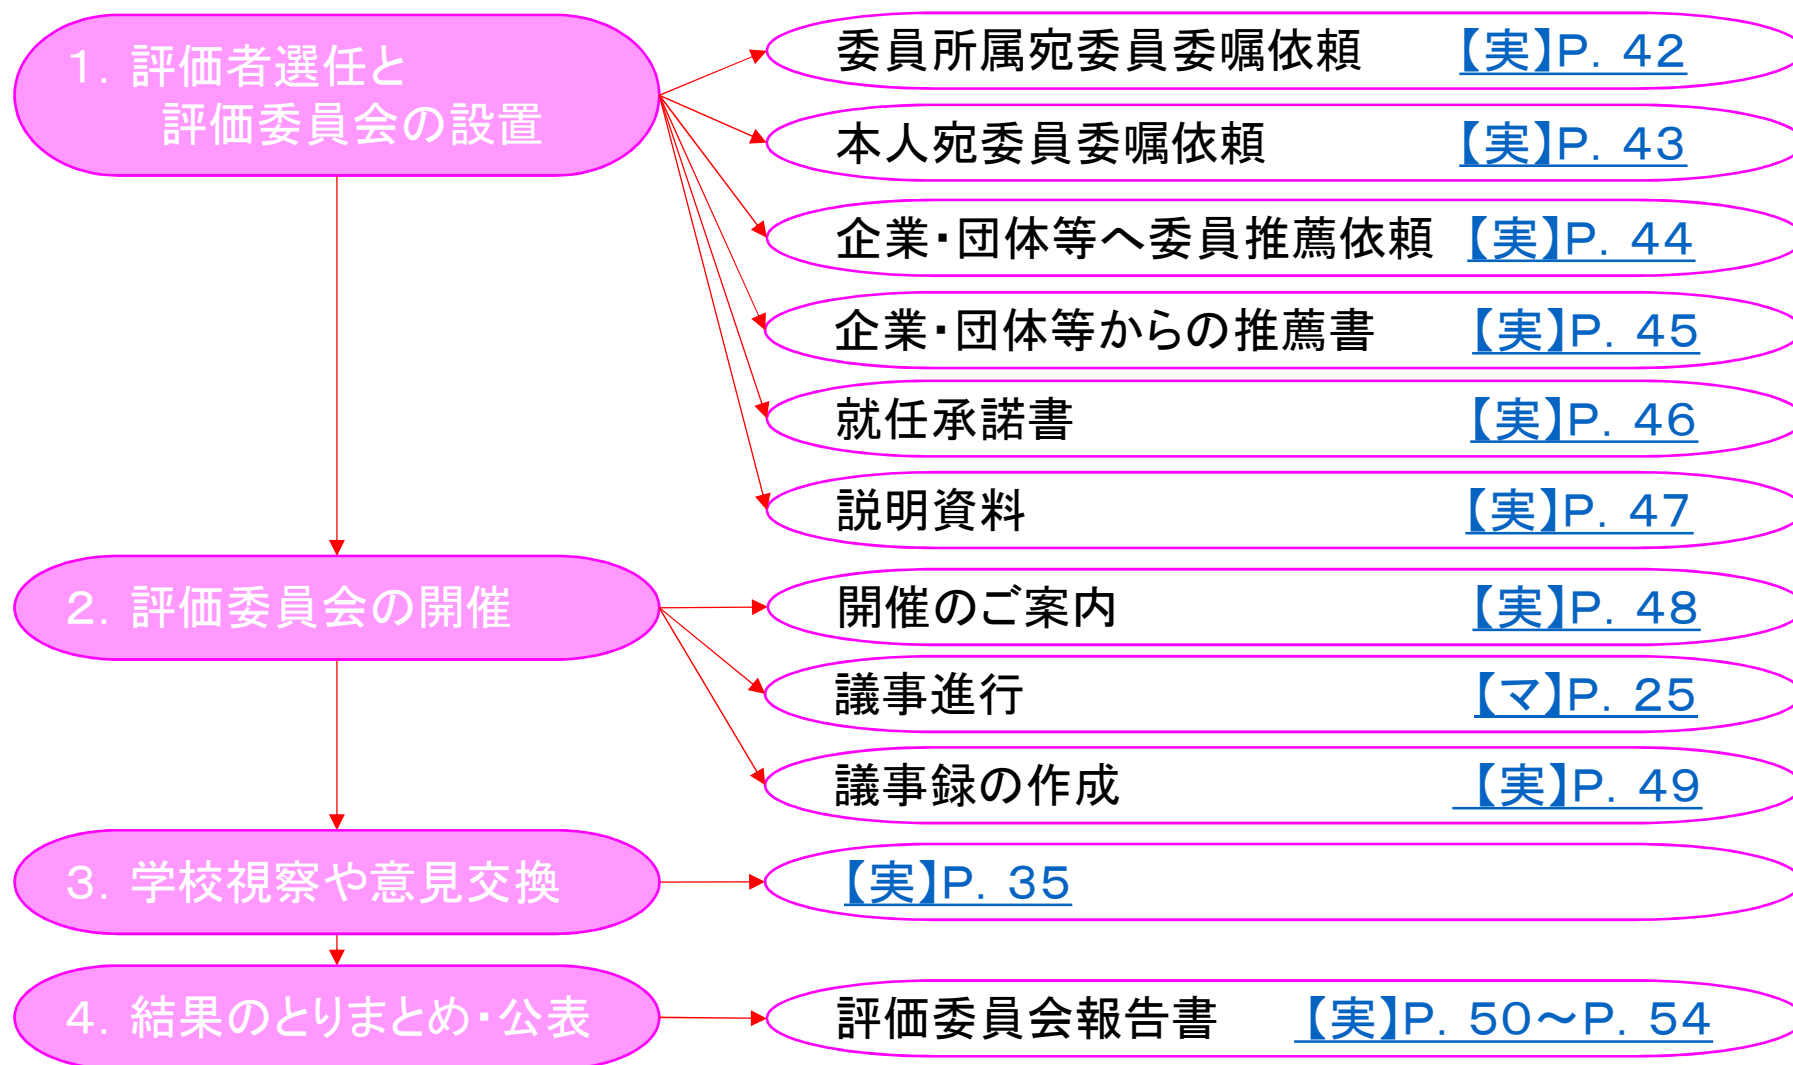 １．評価者選任と
評価委員会の設置
委員所属宛委員委嘱依頼　【実】Ｐ．４２
本人宛委員委嘱依頼　【実】Ｐ．４３
企業・団体等へ委員推薦依頼　【実】Ｐ．４４
企業・団体等からの推薦書　【実】Ｐ．４５
就任承諾書　【実】Ｐ．４６
説明資料　【実】Ｐ．４７
２．評価委員会の開催
開催のご案内　【実】Ｐ．４８
議事進行　【マ】Ｐ．２５
議事録の作成　【実】Ｐ．４９
３．学校視察や意見交換
【実】Ｐ．３５
４．結果のとりまとめ・公表
評価委員会報告書　【実】Ｐ．５０～Ｐ．５４